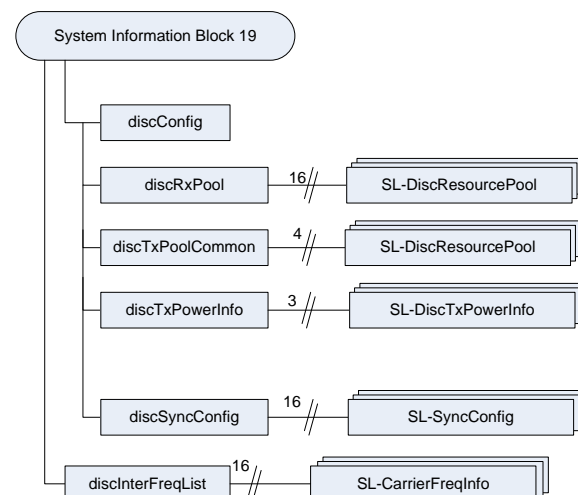 System Information Block 19
discConfig
discRxPool 16 SL-DiscResourcePool
discTxPoolCommon 4 SL-DiscResourcePool
discTxPowerInfo 3 SL-DiscTxPowerInfo
discSyncConfig 16 SL-SyncConfig
discInterFreqList 16 SL-CarrierFreqInfo